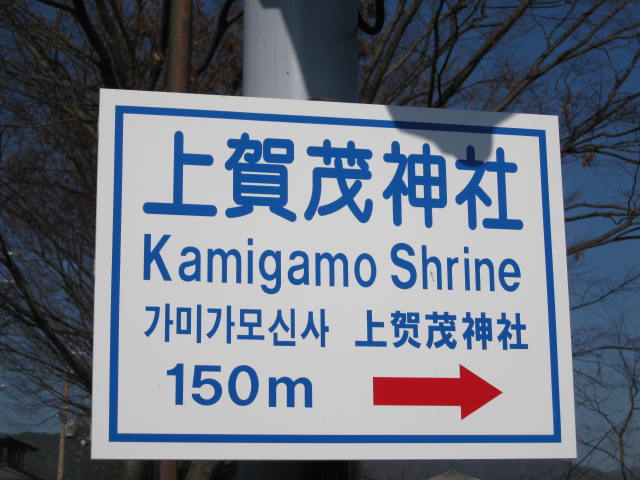 上賀茂神社
Kamigamo Shrine
가미가모신사 上贺茂神社
150m